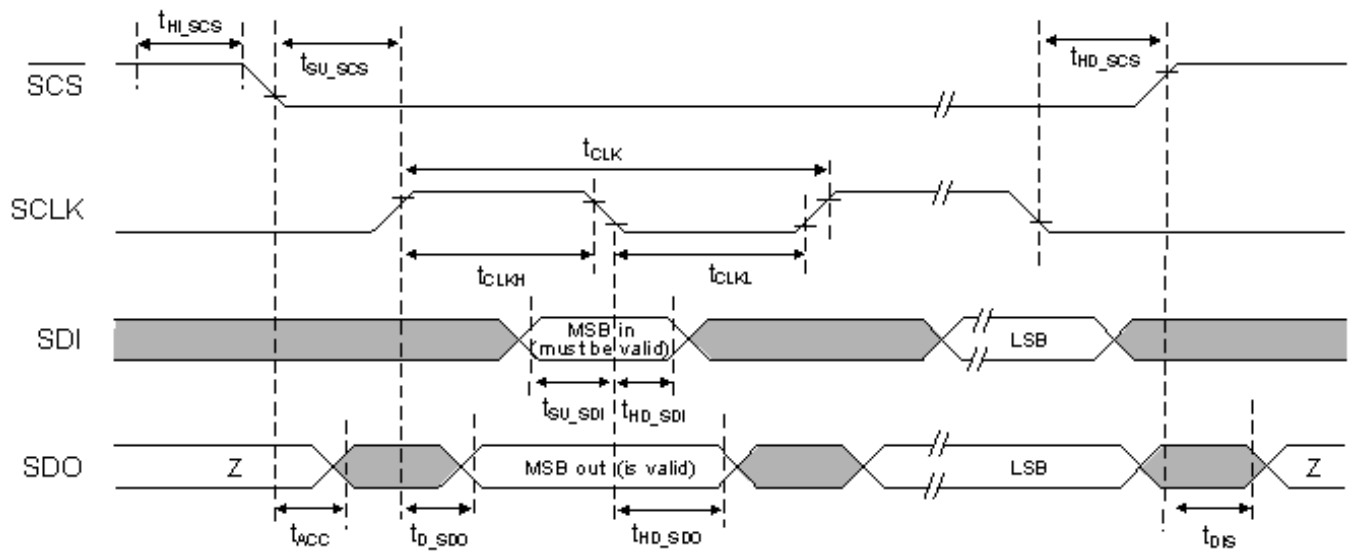 tHI_SCS
tSU_SCS
tHD_SCS
SCS
tCLK
SCLK
tCLKH
tCLKL
SDI
MSB in
(must be valid)
LSB
tSU_SDI
tHD_SDI
SDO
Z
MSB out (is valid)
LSB
Z
tACC
tD_SDO
tHD_SDO
tDIS